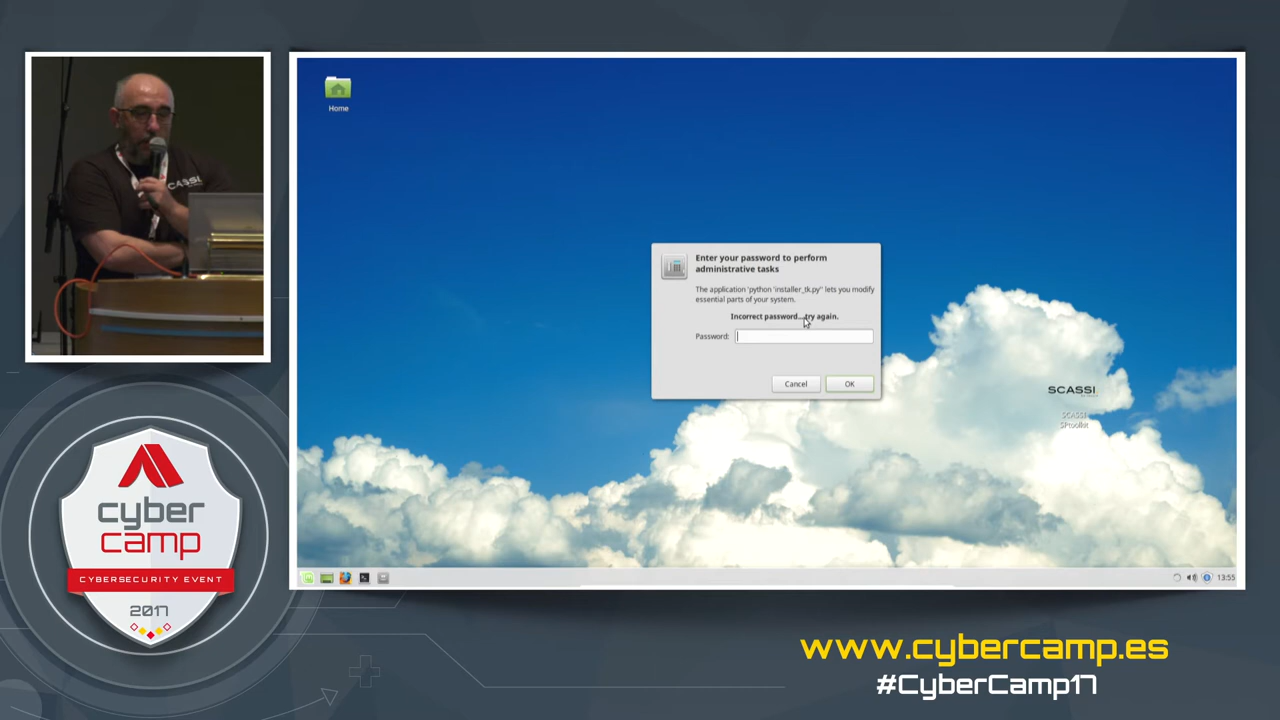 CASSI
Home
Enter your password to perform
administrative tasks
The application 'python 'installer_tk.py'' lets you modify
essential parts of your system.
Incorrect password...try again.
Password:
Cancel
OK
SCASSI
SCASSI
13:55
cyber
camp
CYBERSECURITY EVENT
2017
www.cybercamp.es
#CyberCamp17